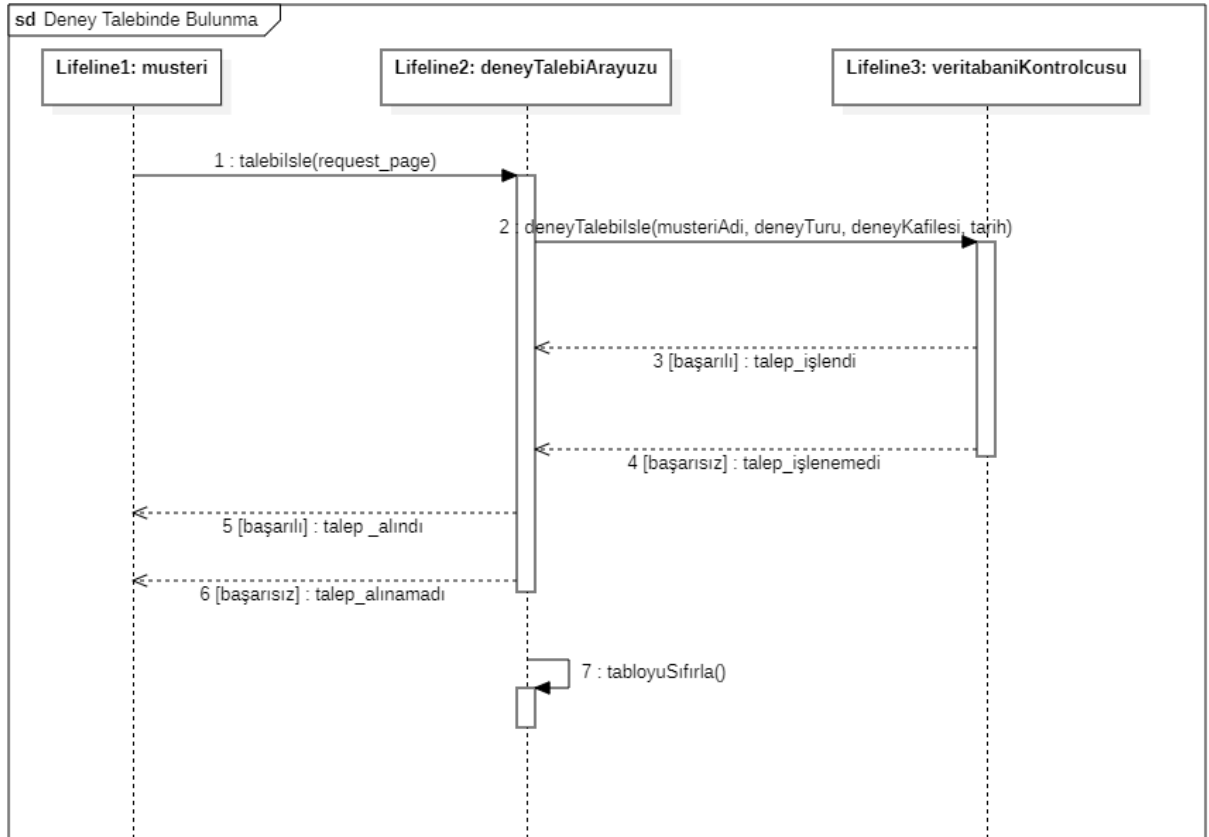 sd Deney Talebinde Bulunma
Lifeline1: musteri
Lifeline2: deneyTalebiArayuzu
Lifeline3: veritabaniKontrolcusu
1 : talebiIsle(request_page)
2 : deneyTalebiIsle(musteriAdi, deneyTuru, deneyKafilesi, tarih)
3 [başarılı] : talep_işlendi
4 [başarısız] : talep_işlenemedi
5 [başarılı] : talep _alındı
6 [başarısız] : talep_alınamadı
7 : tabloyuSıfırla()